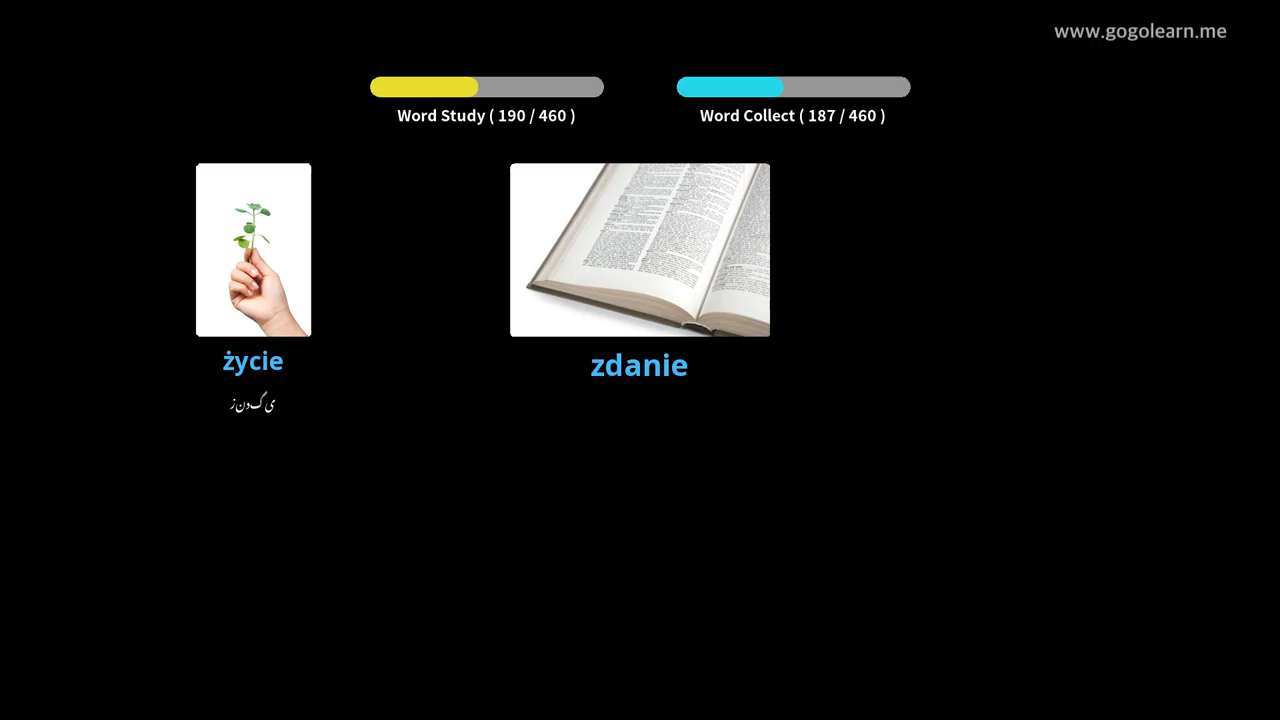 www.gogolearn.me
Word Study ( 190 / 460 )
Word Collect ( 187 / 460 )
życie
zdanie
زندگی